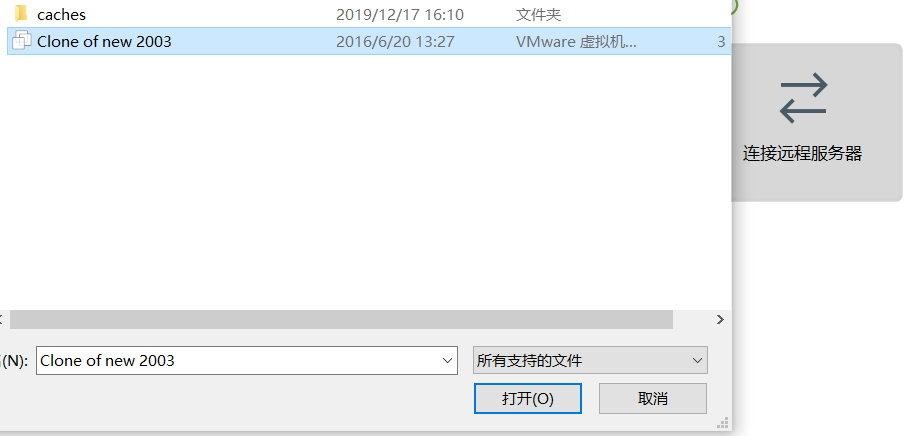 caches 2019/12/17 16:10 文件夹
Clone of new 2003 2016/6/20 13:27 VMware 虚拟机... 3
连接远程服务器
(N): Clone of new 2003 所有支持的文件
打开(O) 取消